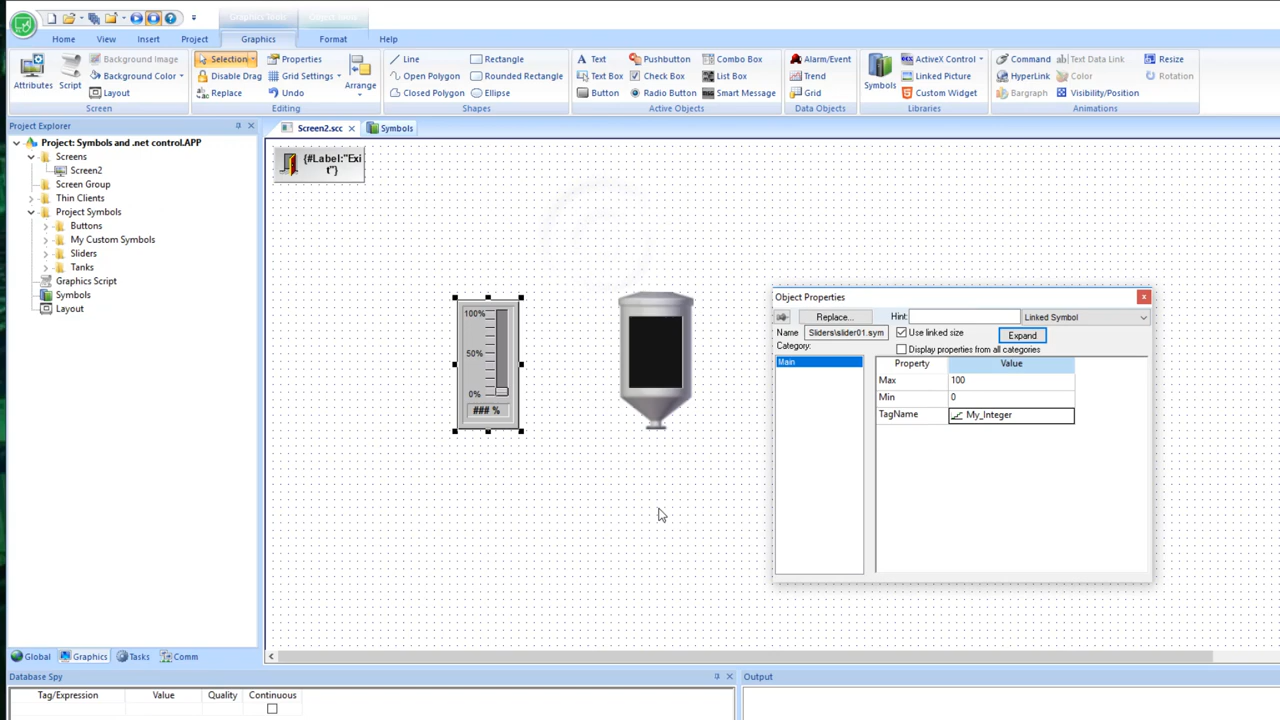 Graphics Tools
Home View Insert Project Graphics Format Help
Attributes
Script
Background Image
Background Color
Layout
Screen
Selection
Disable Drag
Replace
Properties
Grid Settings
Undo
Arrange
Editing
Line
Open Polygon
Closed Polygon
Rectangle
Rounded Rectangle
Ellipse
Shapes
Text
Text Box
Button
Pushbutton
Check Box
Radio Button
Combo Box
List Box
Smart Message
Active Objects
Alarm/Event
Trend
Grid
Data Objects
Symbols
ActiveX Control
Linked Picture
Custom Widget
Libraries
Command
HyperLink
Bargraph
Text Data Link
Color
Visibility/Position
Resize
Rotation
Animations
Project Explorer
Project: Symbols and .net control.APP
Screens
Screen2
Screen Group
Thin Clients
Project Symbols
Buttons
My Custom Symbols
Sliders
Tanks
Graphics Script
Symbols
Layout
Global Graphics Tasks Comm
Screen2.scc Symbols
{#Label:"Exi
t"}
100%
50%
0%
### %
Object Properties
Replace... Hint: Linked Symbol
Name Sliders\slider01.sym Use linked size Expand
Category: Display properties from all categories
Main
Property Value
Max 100
Min 0
TagName My_Integer
Database Spy
Tag/Expression Value Quality Continuous
Output